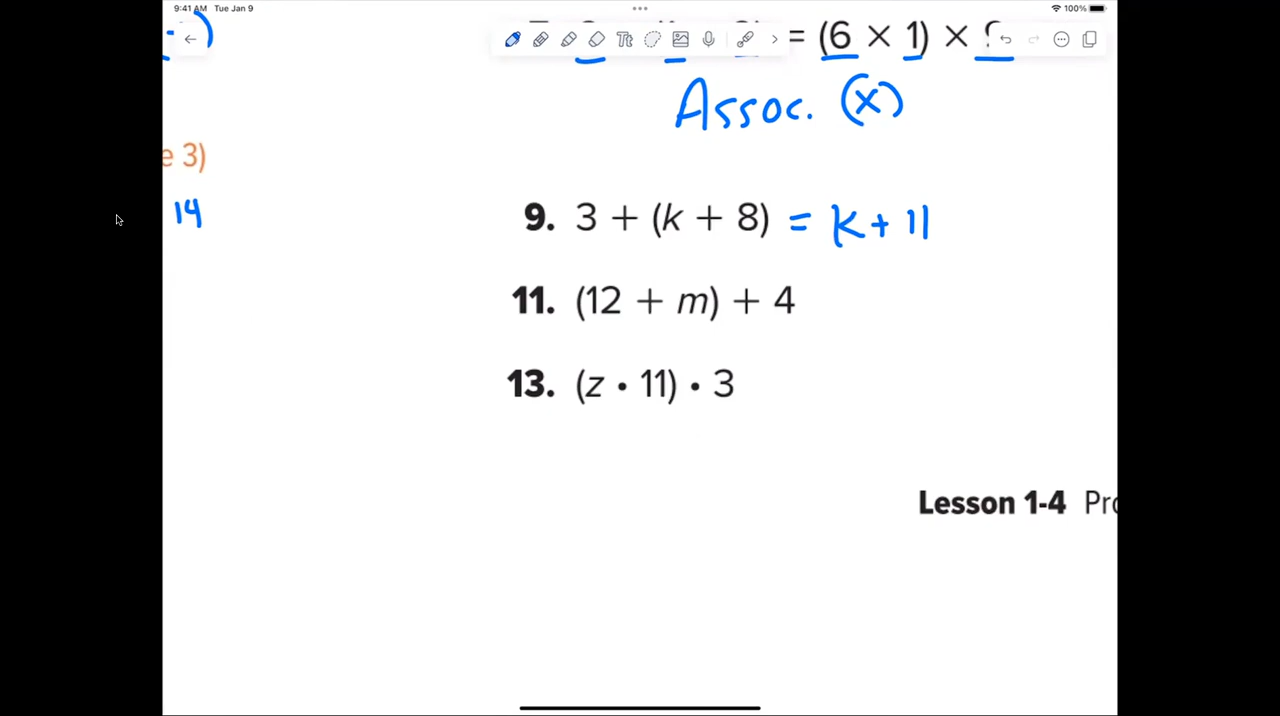 9:41 AM Tue Jan 9
100%
= (6 × 1) ×
Assoc. (x)
e 3)
14
9. 3 + (k + 8) = k + 11
11. (12 + m) + 4
13. (z • 11) • 3
Lesson 1-4 Pro